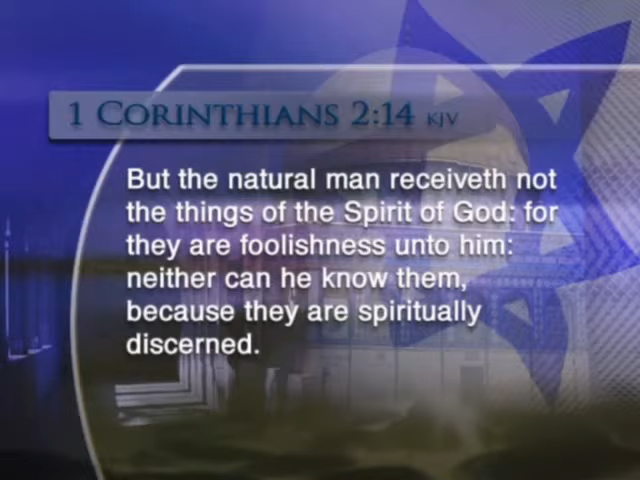 1 CORINTHIANS 2:14 KJV
But the natural man receiveth not
the things of the Spirit of God: for
they are foolishness unto him:
neither can he know them,
because they are spiritually
discerned.